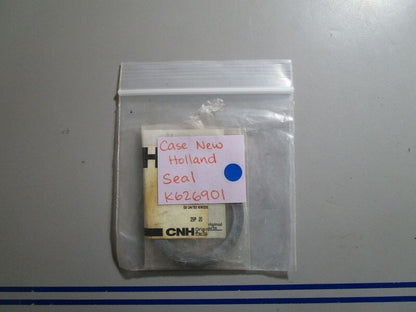 H
Case New
Holland
Seal
K626901
CNH